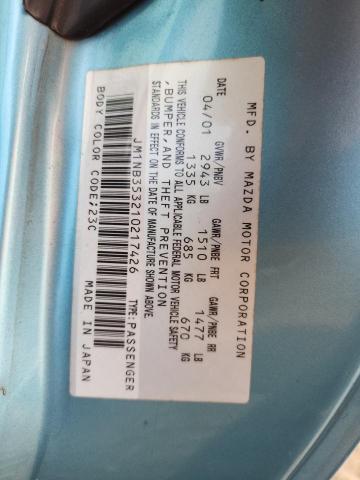 MFD. BY MAZDA MOTOR CORPORATION
DATE GVWR/PNBV GAWR/PNBE FRT GAWR/PNBE RR
04/01 2943 LB 1510 LB 1477 LB
1335 KG 685 KG 670 KG
THIS VEHICLE CONFORMS TO ALL APPLICABLE FEDERAL MOTOR VEHICLE SAFETY
, BUMPER, AND THEFT PREVENTION
STANDARDS IN EFFECT ON THE DATE OF MANUFACTURE SHOWN ABOVE.
JM1NB353210217426 TYPE:PASSENGER
BODY COLOR CODE;23C MADE IN JAPAN